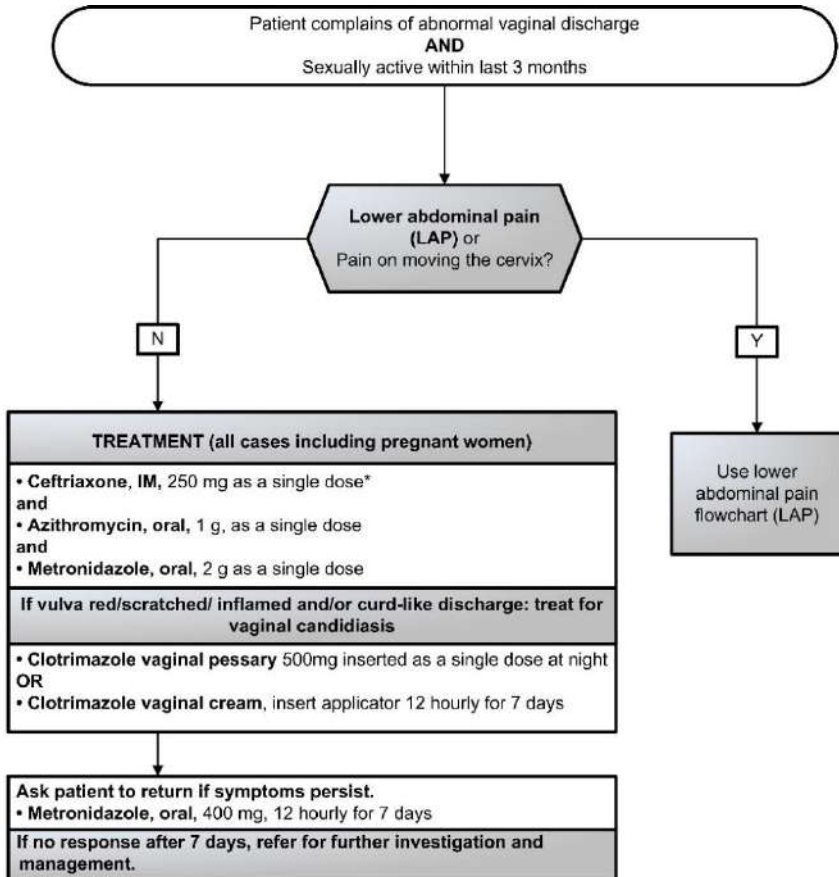 Patient complains of abnormal vaginal discharge
AND
Sexually active within last 3 months
Lower abdominal pain
(LAP) or
Pain on moving the cervix?
N
Y
TREATMENT (all cases including pregnant women)
• Ceftriaxone, IM, 250 mg as a single dose*
and
• Azithromycin, oral, 1 g, as a single dose
and
• Metronidazole, oral, 2 g as a single dose
If vulva red/scratched/ inflamed and/or curd-like discharge: treat for
vaginal candidiasis
• Clotrimazole vaginal pessary 500mg inserted as a single dose at night
OR
• Clotrimazole vaginal cream, insert applicator 12 hourly for 7 days
Use lower
abdominal pain
flowchart (LAP)
Ask patient to return if symptoms persist.
• Metronidazole, oral, 400 mg, 12 hourly for 7 days
If no response after 7 days, refer for further investigation and
management.